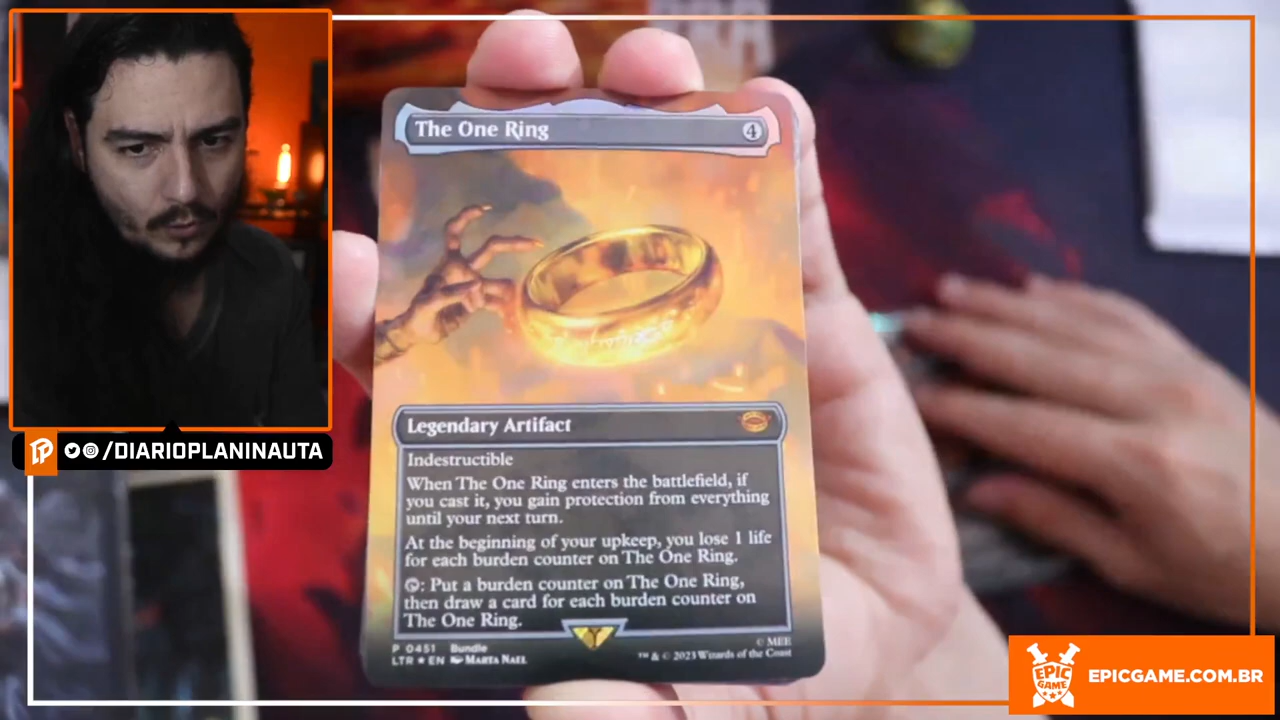 The One Ring 4
Legendary Artifact
Indestructible
When The One Ring enters the battlefield, if
you cast it, you gain protection from everything
until your next turn.
At the beginning of your upkeep, you lose 1 life
for each burden counter on The One Ring.
: Put a burden counter on The One Ring,
then draw a card for each burden counter on
The One Ring.
P 0451 Bundle
LTR ★ EN Marta Nael
© MEE
™ & © 2023 Wizards of the Coast
/DIARIOPLANINAUTA
EPIC
GAME
EPICGAME.COM.BR